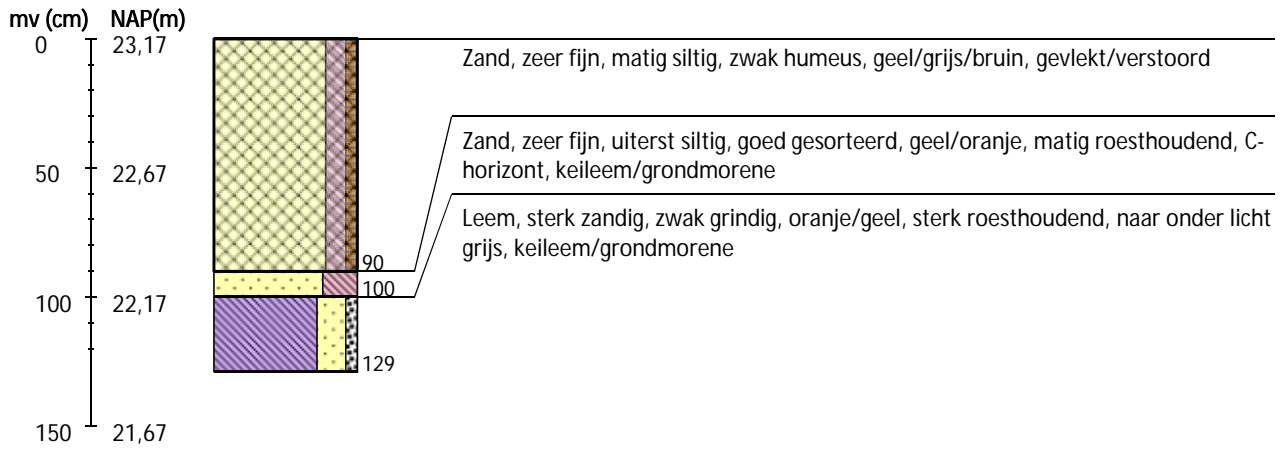 mv (cm) NAP(m)
0 23,17
Zand, zeer fijn, matig siltig, zwak humeus, geel/grijs/bruin, gevlekt/verstoord
Zand, zeer fijn, uiterst siltig, goed gesorteerd, geel/oranje, matig roesthoudend, C-
horizont, keileem/grondmorene
50 22,67
Leem, sterk zandig, zwak grindig, oranje/geel, sterk roesthoudend, naar onder licht
grijs, keileem/grondmorene
90
100
100 22,17
129
150 21,67